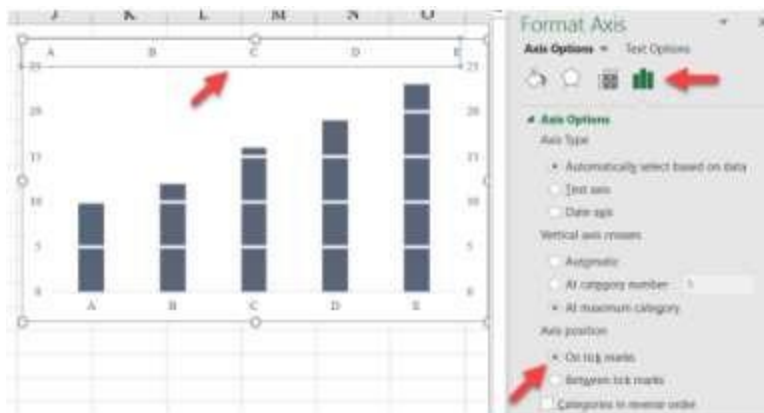 J K L M N O
Format Axis
A B C D E
Axis Options Text Options
25 25
20 20
Axis Options
15 15
Axis Type
Automatically select based on data
10 10
Text axis
Date axis
5 5
Vertical axis crosses
Automatic
0 0
At category number
A B C D E
At maximum category
Axis position
On tick marks
Between tick marks
Categories in reverse order